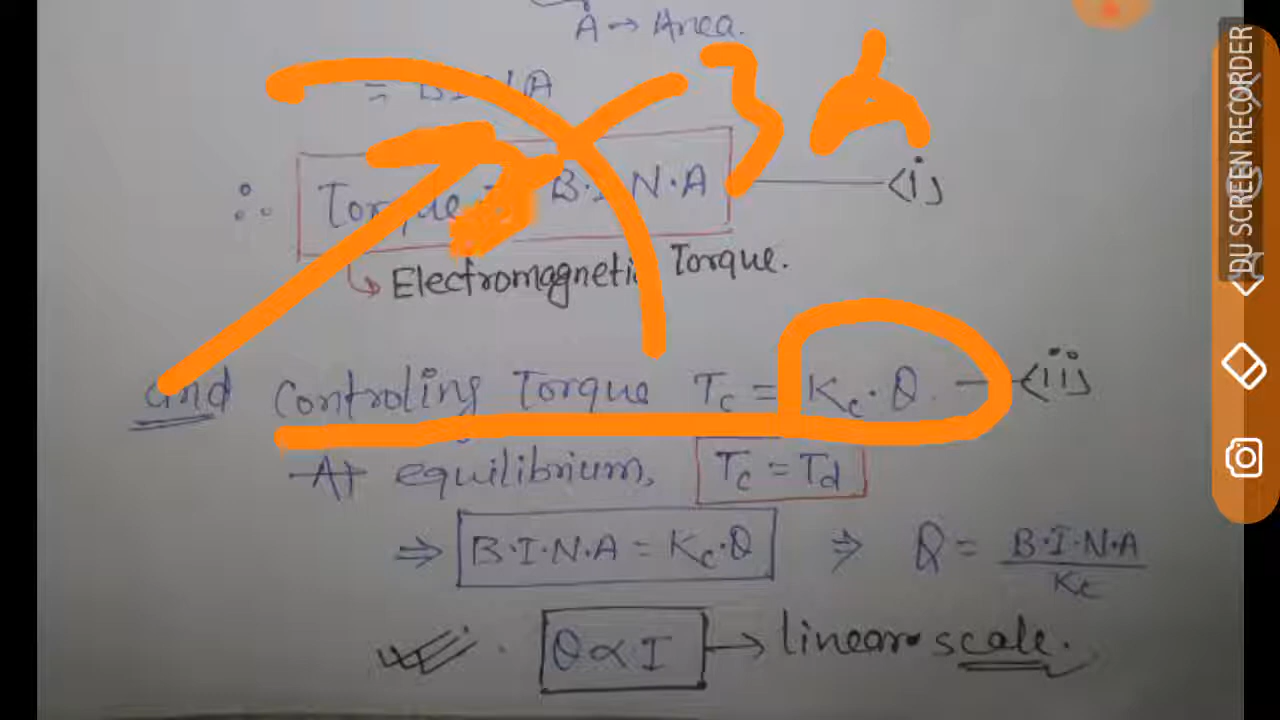 A → Area.
= B I N A
∴ Torque = B.I.N.A <i>
↳ Electromagnetic Torque.
and Controling Torque Tc = Kc.θ. <ii>
At equilibrium, Tc = Td
⇒ B.I.N.A = Kc.θ ⇒ θ = B.I.N.A / Kc
θ ∝ I → linear scale.
DU SCREEN RECORDER